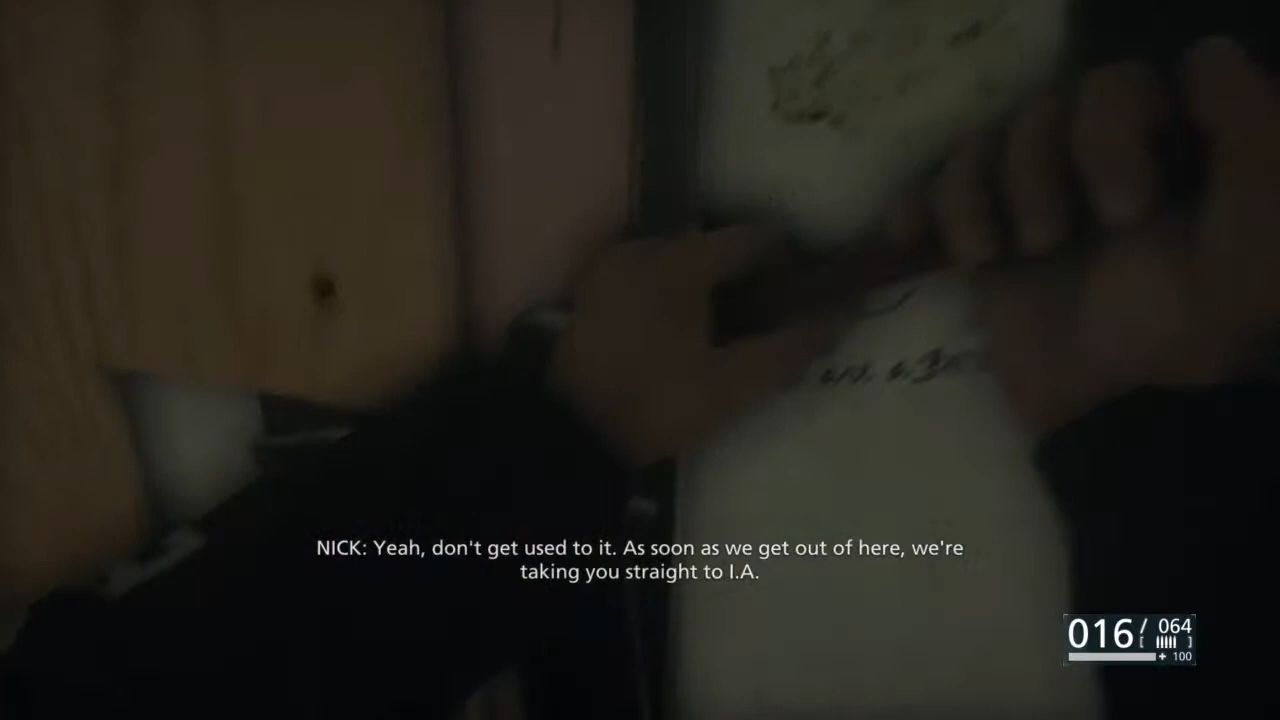 NICK: Yeah, don't get used to it. As soon as we get out of here, we're
taking you straight to I.A.
016 / 064
+ 100